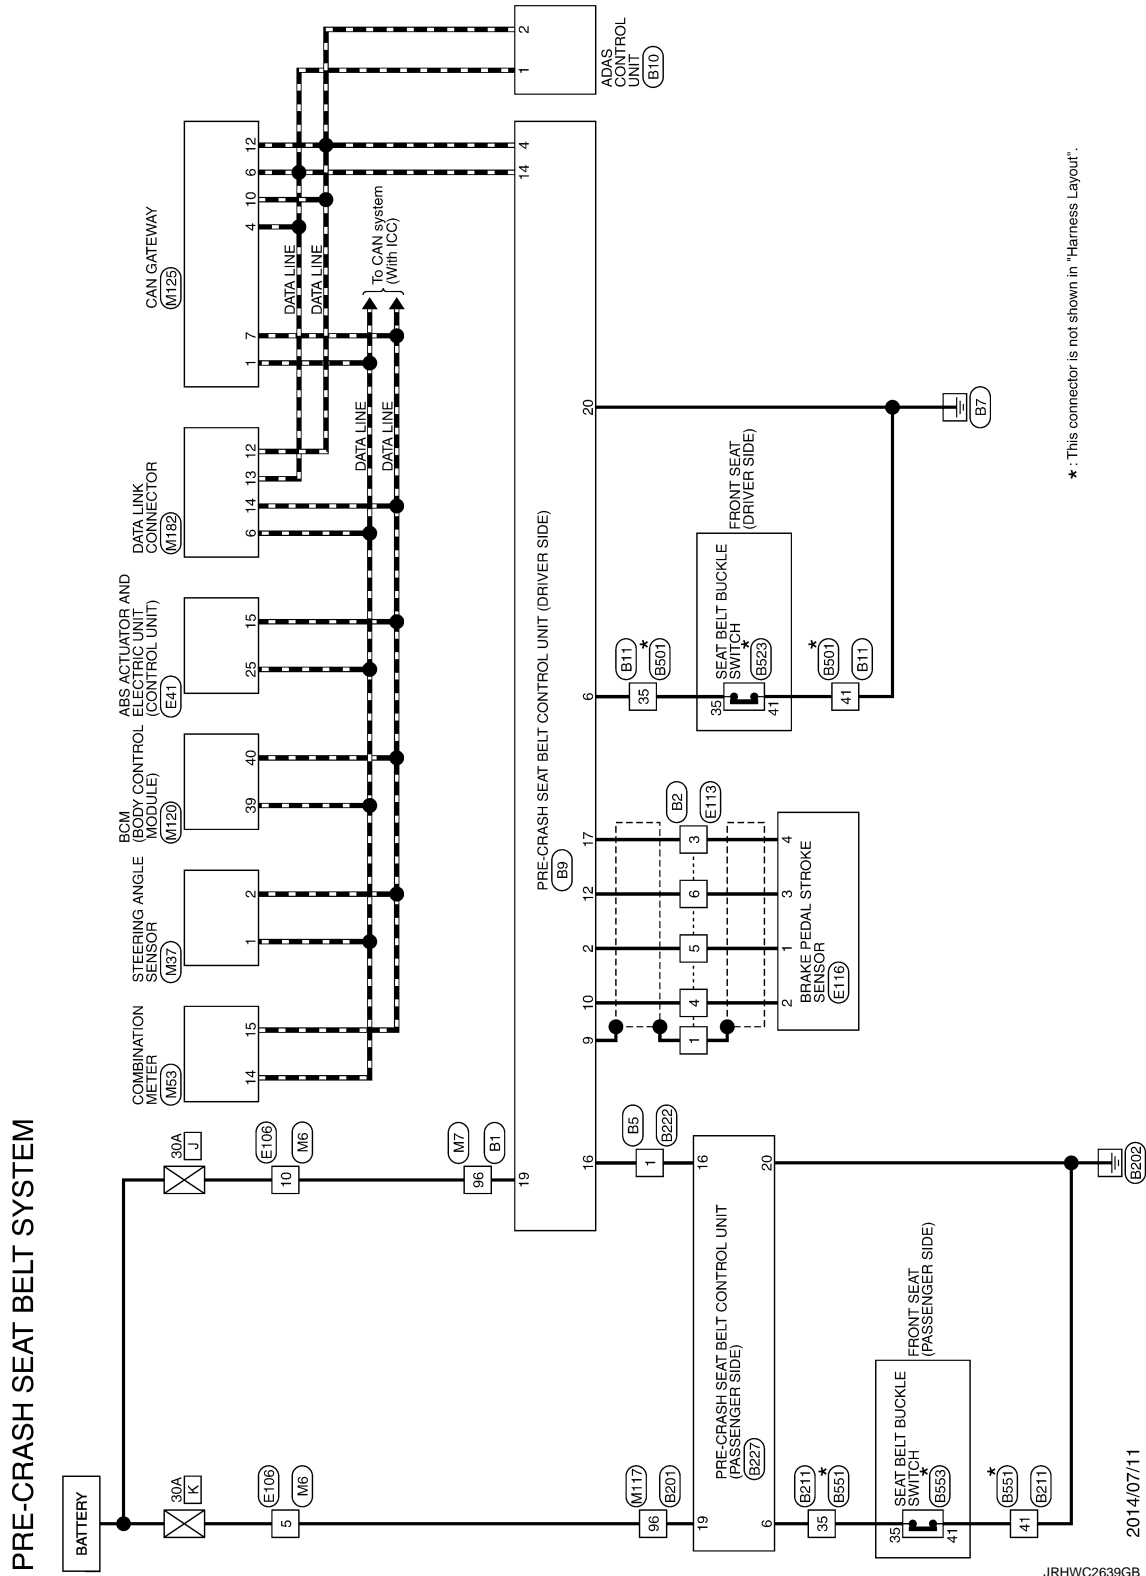 PRE-CRASH SEAT BELT SYSTEM
BATTERY
30A
K
30A
J
E106
5
M6
E106
10
M6
M7
96
B1
M117
96
B201
COMBINATION
METER
M53
14
15
STEERING ANGLE
SENSOR
M37
1
2
BCM
(BODY CONTROL
MODULE)
M120
39
40
ABS ACTUATOR AND
ELECTRIC UNIT
(CONTROL UNIT)
E41
25
15
DATA LINK
CONNECTOR
M182
6
14
13
12
CAN GATEWAY
M125
1
7
4
10
6
12
DATA LINE
DATA LINE
DATA LINE
DATA LINE
To CAN system
(With ICC)
ADAS
CONTROL
UNIT
B10
1
2
PRE-CRASH SEAT BELT CONTROL UNIT (DRIVER SIDE)
B9
19
14
4
16
9
10
2
12
17
6
20
B5
1
B222
PRE-CRASH SEAT BELT CONTROL UNIT
(PASSENGER SIDE)
B227
19
16
6
20
B211
35
*
B551
FRONT SEAT
(PASSENGER SIDE)
SEAT BELT BUCKLE
SWITCH
*
B553
35
41
*
B551
41
B211
B202
B2
E113
1
4
5
6
3
BRAKE PEDAL STROKE
SENSOR
E116
2
1
3
4
B11
35
*
B501
FRONT SEAT
(DRIVER SIDE)
SEAT BELT BUCKLE
SWITCH
*
B523
35
41
*
B501
41
B11
B7
* : This connector is not shown in "Harness Layout".
2014/07/11
JRHWC2639GB